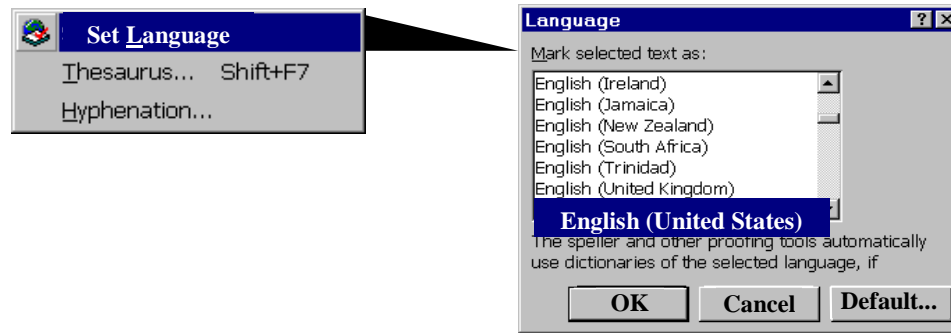 Set Language
Thesaurus... Shift+F7
Hyphenation...
Language
Mark selected text as:
English (Ireland)
English (Jamaica)
English (New Zealand)
English (South Africa)
English (Trinidad)
English (United Kingdom)
English (United States)
The speller and other proofing tools automatically
use dictionaries of the selected language, if
OK Cancel Default...